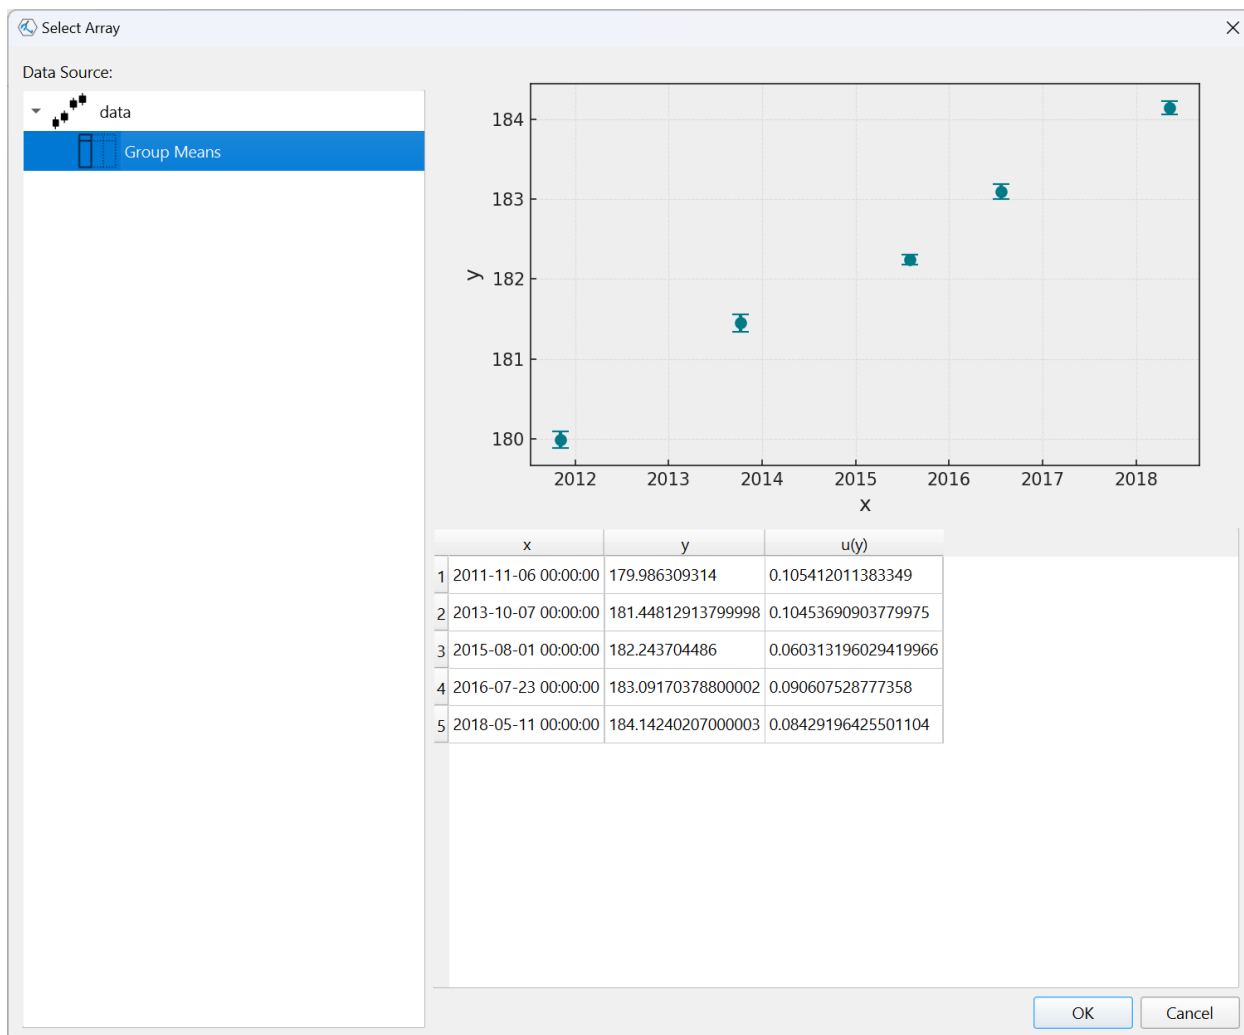 Select Array
Data Source:
data
Group Means
184
183
182
181
180
y
2012 2013 2014 2015 2016 2017 2018
x
x y u(y)
1 2011-11-06 00:00:00 179.986309314 0.105412011383349
2 2013-10-07 00:00:00 181.44812913799998 0.10453690903779975
3 2015-08-01 00:00:00 182.243704486 0.060313196029419966
4 2016-07-23 00:00:00 183.09170378800002 0.090607528777358
5 2018-05-11 00:00:00 184.14240207000003 0.08429196425501104
OK Cancel